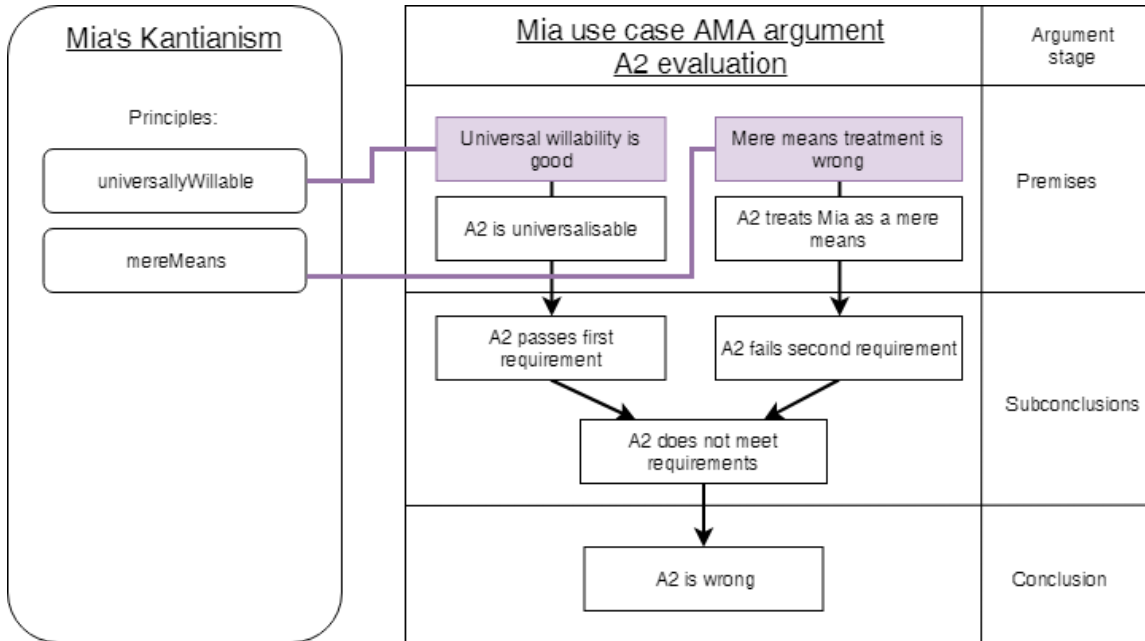 Mia's Kantianism
Principles:
universallyWillable
mereMeans
Mia use case AMA argument
A2 evaluation
Argument
stage
Universal willability is
good
Mere means treatment is
wrong
Premises
A2 is universalisable
A2 treats Mia as a mere
means
A2 passes first
requirement
A2 fails second requirement
Subconclusions
A2 does not meet
requirements
A2 is wrong
Conclusion